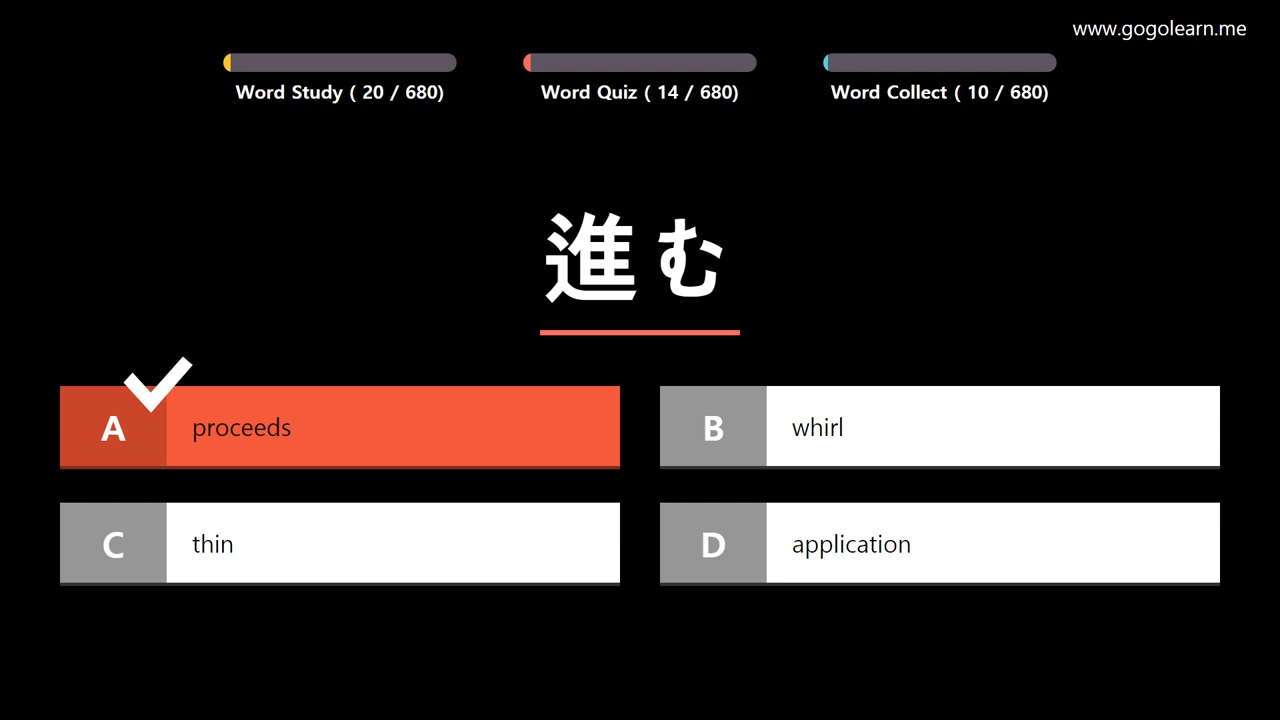 www.gogolearn.me
Word Study ( 20 / 680)
Word Quiz ( 14 / 680)
Word Collect ( 10 / 680)
進む
A proceeds
B whirl
C thin
D application